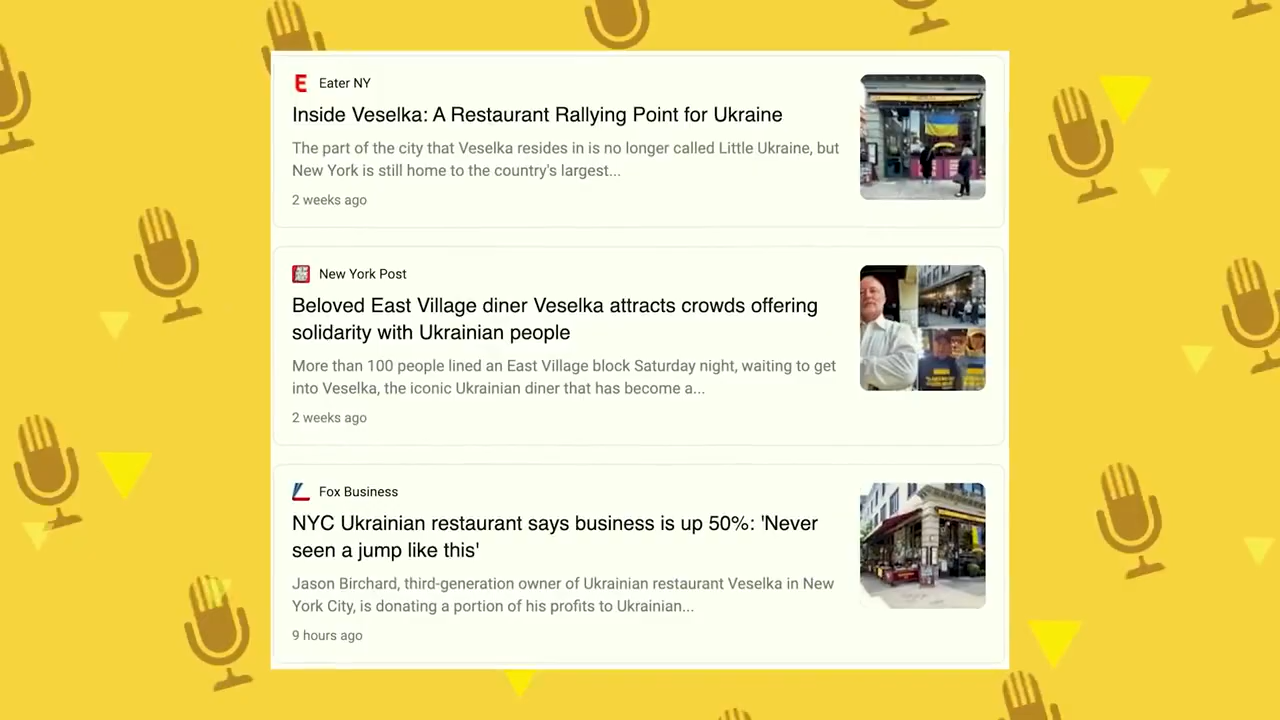 Eater NY
Inside Veselka: A Restaurant Rallying Point for Ukraine
The part of the city that Veselka resides in is no longer called Little Ukraine, but
New York is still home to the country's largest...
2 weeks ago
New York Post
Beloved East Village diner Veselka attracts crowds offering
solidarity with Ukrainian people
More than 100 people lined an East Village block Saturday night, waiting to get
into Veselka, the iconic Ukrainian diner that has become a...
2 weeks ago
Fox Business
NYC Ukrainian restaurant says business is up 50%: 'Never
seen a jump like this'
Jason Birchard, third-generation owner of Ukrainian restaurant Veselka in New
York City, is donating a portion of his profits to Ukrainian...
9 hours ago